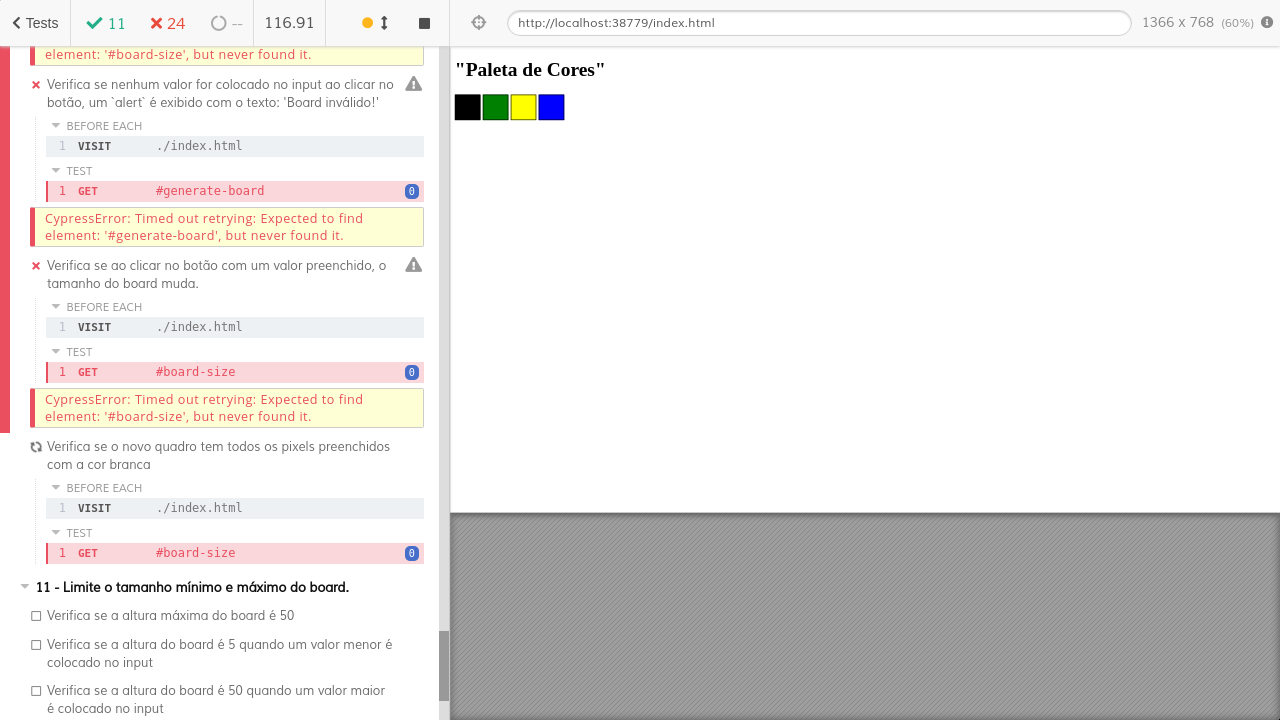 Tests 11 24 -- 116.91
http://localhost:38779/index.html 1366 x 768 (60%)
element: '#board-size', but never found it.
Verifica se nenhum valor for colocado no input ao clicar no
botão, um `alert` é exibido com o texto: 'Board inválido!'
BEFORE EACH
1 VISIT ./index.html
TEST
1 GET #generate-board 0
CypressError: Timed out retrying: Expected to find
element: '#generate-board', but never found it.
Verifica se ao clicar no botão com um valor preenchido, o
tamanho do board muda.
BEFORE EACH
1 VISIT ./index.html
TEST
1 GET #board-size 0
CypressError: Timed out retrying: Expected to find
element: '#board-size', but never found it.
Verifica se o novo quadro tem todos os pixels preenchidos
com a cor branca
BEFORE EACH
1 VISIT ./index.html
TEST
1 GET #board-size 0
11 - Limite o tamanho mínimo e máximo do board.
Verifica se a altura máxima do board é 50
Verifica se a altura do board é 5 quando um valor menor é
colocado no input
Verifica se a altura do board é 50 quando um valor maior
é colocado no input
"Paleta de Cores"